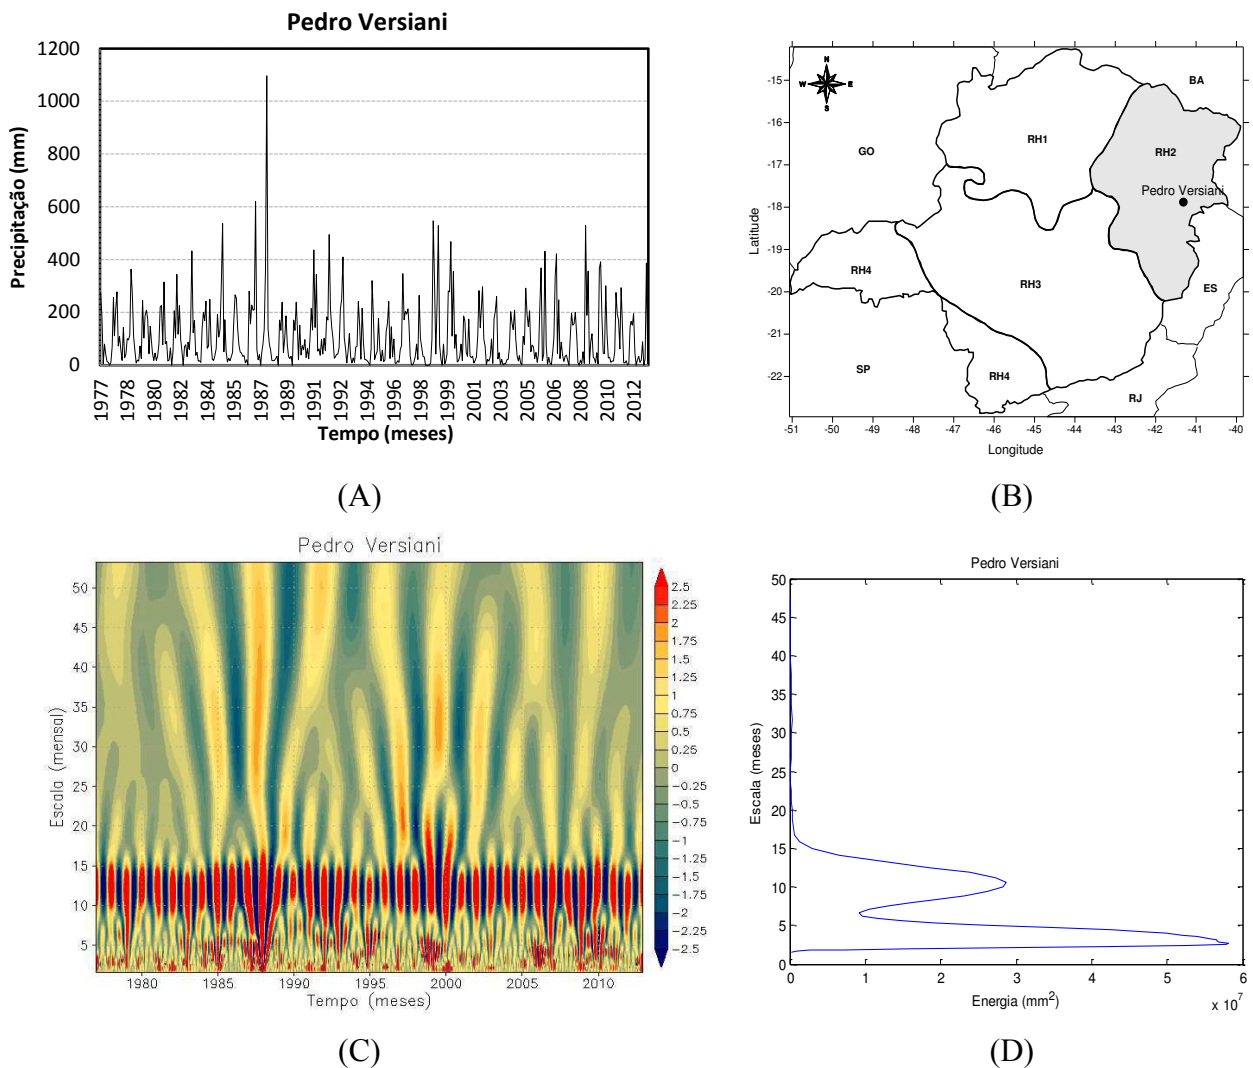 Pedro Versiani
Precipitação (mm)
1200
1000
800
600
400
200
0
1977 1978 1980 1981 1982 1984 1985 1987 1989 1991 1992 1993 1994 1996 1998 1999 2001 2002 2003 2005 2006 2008 2010 2012
Tempo (meses)
(A)
N
W E
S
BA
GO
RH1
RH2
Pedro Versiani
RH4
RH3
ES
SP
RH4
RJ
Latitude
-15
-16
-17
-18
-19
-20
-21
-22
-51 -50 -49 -48 -47 -46 -45 -44 -43 -42 -41 -40
Longitude
(B)
Pedro Versiani
Escala (mensal)
50
45
40
35
30
25
20
15
10
5
1980 1985 1990 1995 2000 2005 2010
Tempo (meses)
2.5
2.25
2
1.75
1.5
1.25
1
0.75
0.5
0.25
0
-0.25
-0.5
-0.75
-1
-1.25
-1.5
-1.75
-2
-2.25
-2.5
(C)
Pedro Versiani
Escala (meses)
50
45
40
35
30
25
20
15
10
5
0
0 1 2 3 4 5 6
Energia (mm²)
x 10⁷
(D)